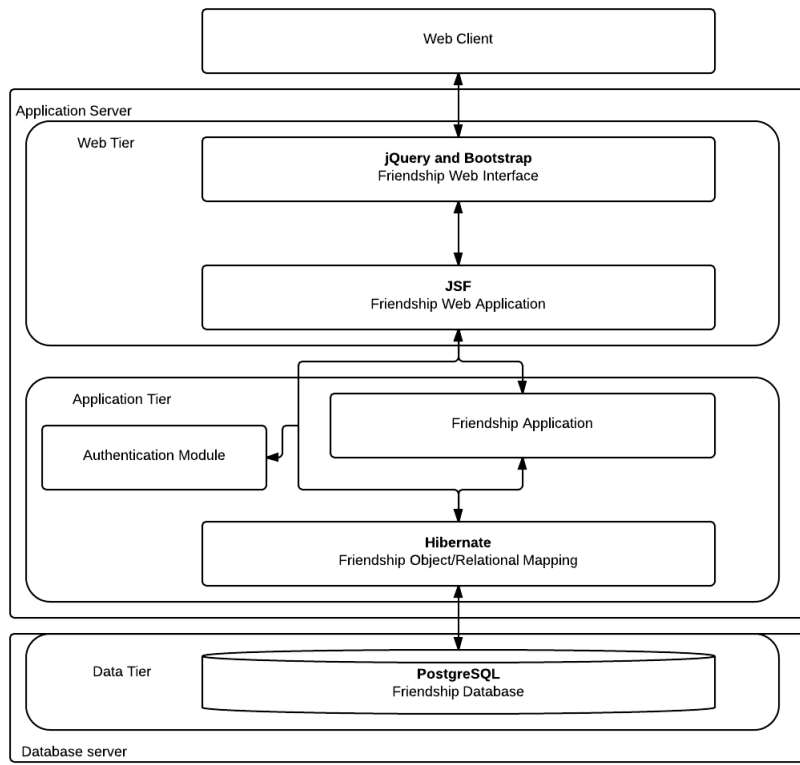 Web Client
Application Server
Web Tier
jQuery and Bootstrap
Friendship Web Interface
JSF
Friendship Web Application
Application Tier
Friendship Application
Authentication Module
Hibernate
Friendship Object/Relational Mapping
Data Tier
PostgreSQL
Friendship Database
Database server